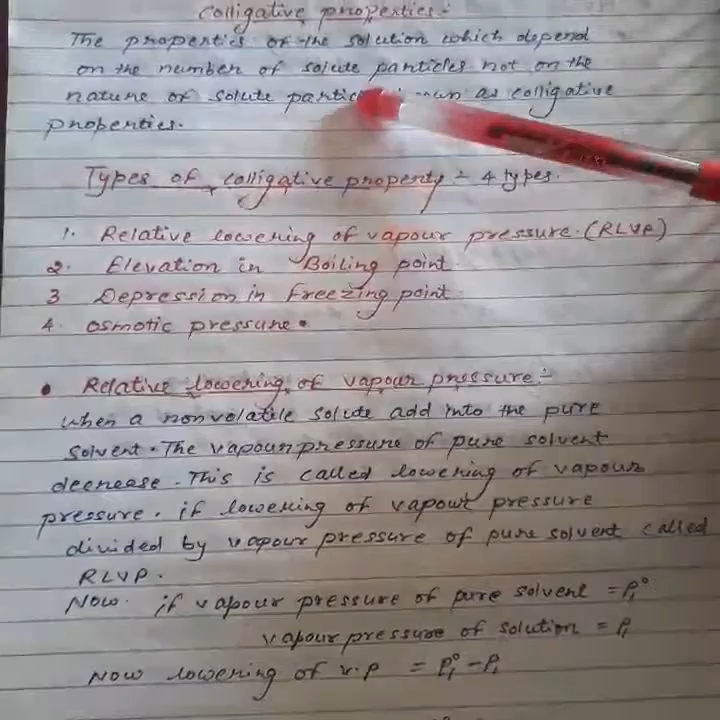 Colligative properties :-
The properties of the solution which depend
on the number of solute particles not on the
nature of solute partic as colligative
properties.
Types of colligative property :- 4 types.
1. Relative lowering of vapour pressure. (RLVP)
2. Elevation in Boiling point.
3 Depression in freezing point.
4. Osmotic pressure.
• Relative lowering of vapour pressure :-
when a nonvolatile solute add into the pure
solvent. The vapour pressure of pure solvent
decrease. This is called lowering of vapour
pressure. if lowering of vapour pressure
divided by vapour pressure of pure solvent called
RLVP.
Now. if vapour pressure of pure solvent = P₁°
vapour pressure of solution = P₁
Now lowering of v.p = P₁° - P₁